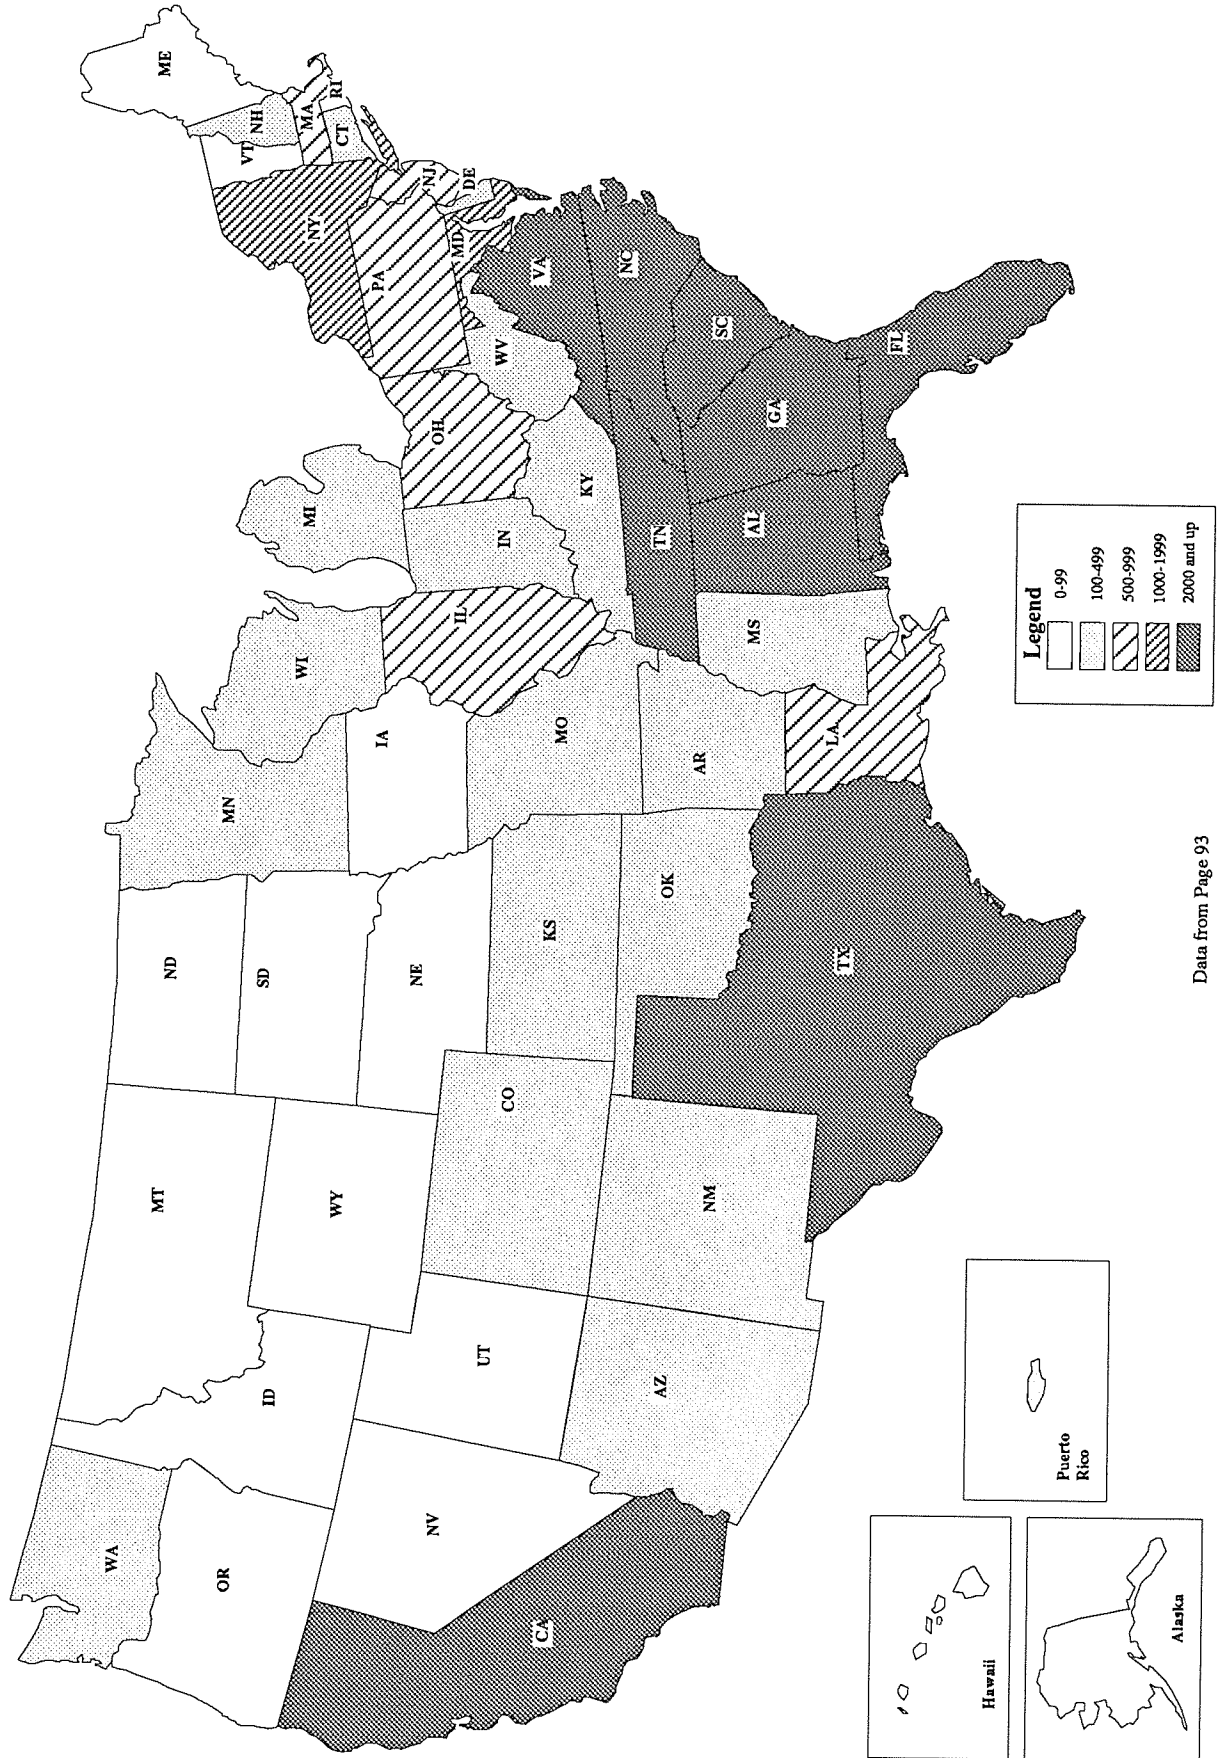 WA
OR
CA
NV
ID
MT
WY
UT
AZ
CO
NM
ND
SD
NE
KS
OK
TX
MN
IA
MO
AR
LA
WI
IL
MS
MI
IN
KY
TN
AL
OH
WV
GA
FL
SC
NC
VA
PA
NY
MD
DE
NJ
VT
NH
ME
MA
CT
RI
Hawaii
Alaska
Puerto
Rico
Legend
0-99
100-499
500-999
1000-1999
2000 and up
Data from Page 93